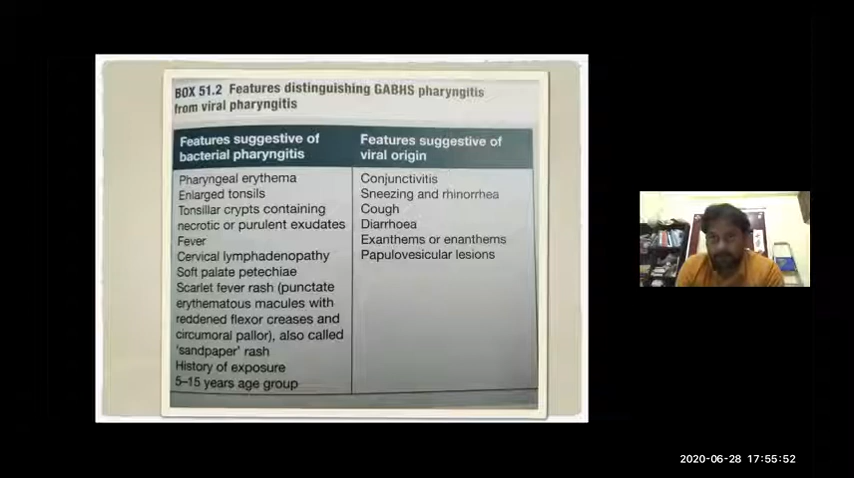 BOX 51.2 Features distinguishing GABHS pharyngitis
from viral pharyngitis
Features suggestive of
bacterial pharyngitis
Pharyngeal erythema
Enlarged tonsils
Tonsillar crypts containing
necrotic or purulent exudates
Fever
Cervical lymphadenopathy
Soft palate petechiae
Scarlet fever rash (punctate
erythematous macules with
reddened flexor creases and
circumoral pallor), also called
'sandpaper' rash
History of exposure
5–15 years age group
Features suggestive of
viral origin
Conjunctivitis
Sneezing and rhinorrhea
Cough
Diarrhoea
Exanthems or enanthems
Papulovesicular lesions
2020-06-28 17:55:52